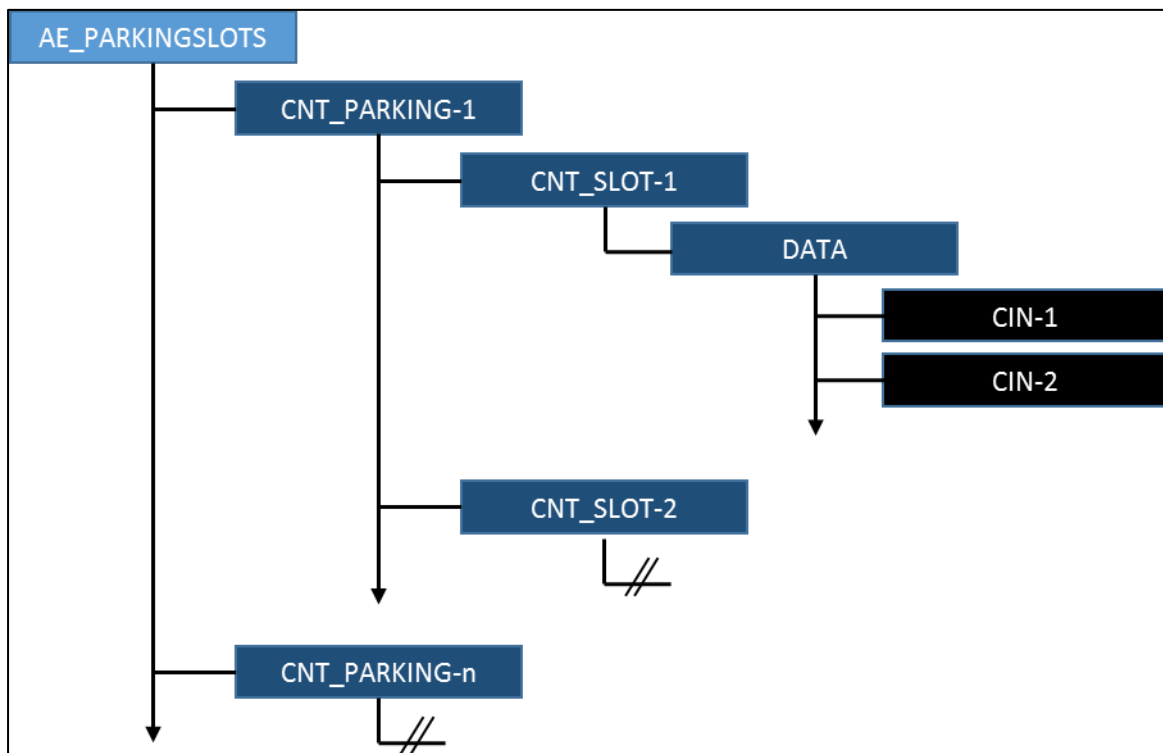 AE_PARKINGSLOTS
CNT_PARKING-1
CNT_SLOT-1
DATA
CIN-1
CIN-2
CNT_SLOT-2
CNT_PARKING-n